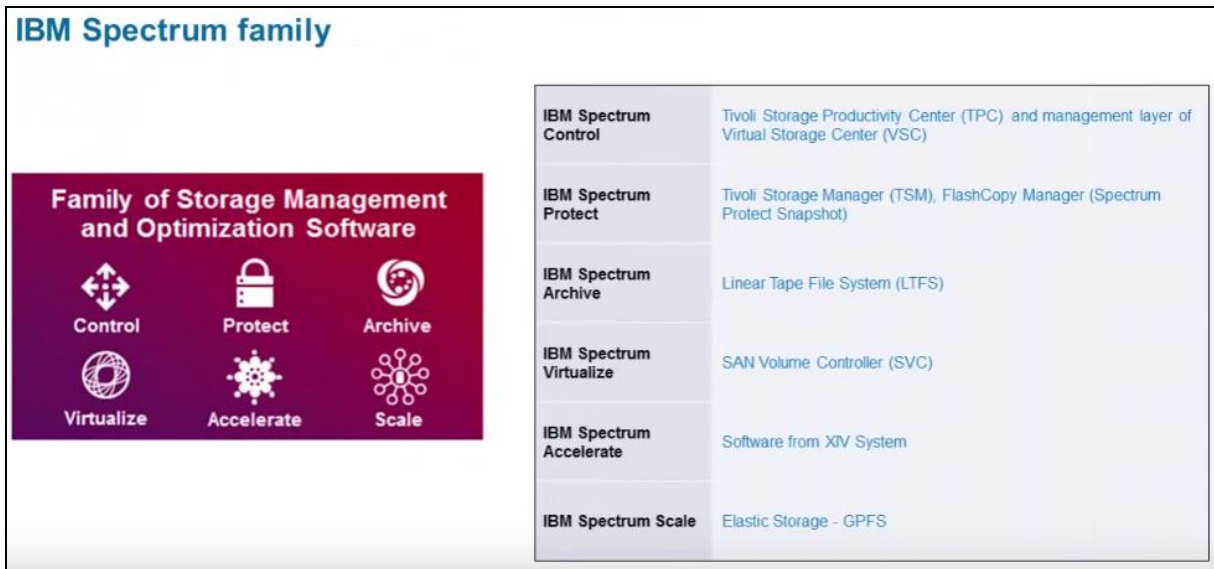 IBM Spectrum family
Family of Storage Management
and Optimization Software
Control
Protect
Archive
Virtualize
Accelerate
Scale
IBM Spectrum
Control
Tivoli Storage Productivity Center (TPC) and management layer of
Virtual Storage Center (VSC)
IBM Spectrum
Protect
Tivoli Storage Manager (TSM), FlashCopy Manager (Spectrum
Protect Snapshot)
IBM Spectrum
Archive
Linear Tape File System (LTFS)
IBM Spectrum
Virtualize
SAN Volume Controller (SVC)
IBM Spectrum
Accelerate
Software from XIV System
IBM Spectrum Scale
Elastic Storage - GPFS